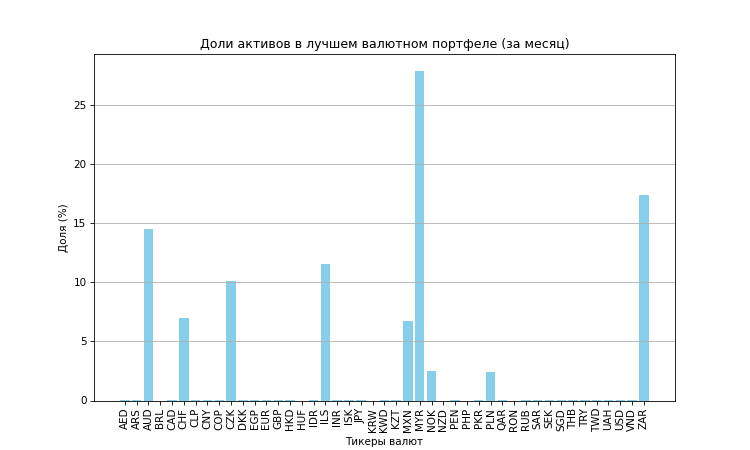 Доли активов в лучшем валютном портфеле (за месяц)
Доля (%)
25
20
15
10
5
0
AED ARS AUD BRL CAD CHF CLP CNY COP CZK DKK EGP EUR GBP HKD HUF IDR ILS INR ISK JPY KRW KWD KZT MXN MYR NOK NZD PEN PHP PKR PLN QAR RON RUB SAR SEK SGD THB TRY TWD UAH USD VND ZAR
Тикеры валют